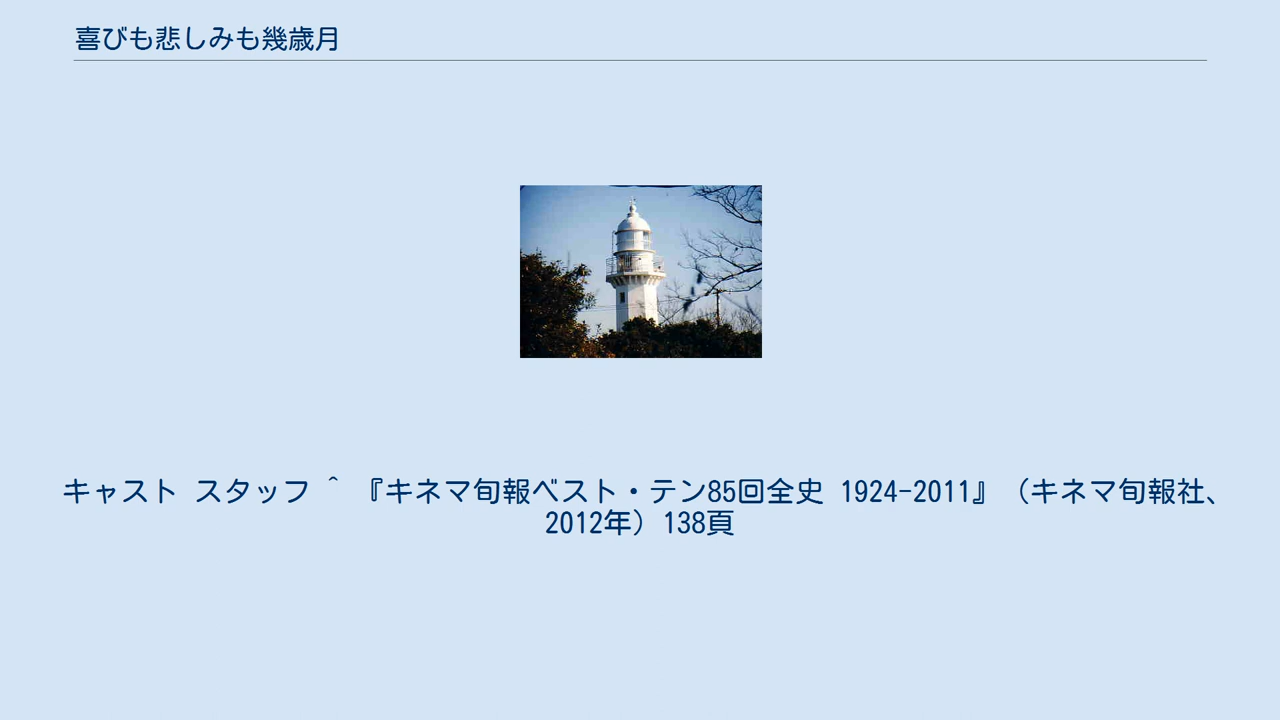 喜びも悲しみも幾歳月
キャスト スタッフ ^ 『キネマ旬報ベスト・テン85回全史 1924-2011』（キネマ旬報社、
2012年）138頁